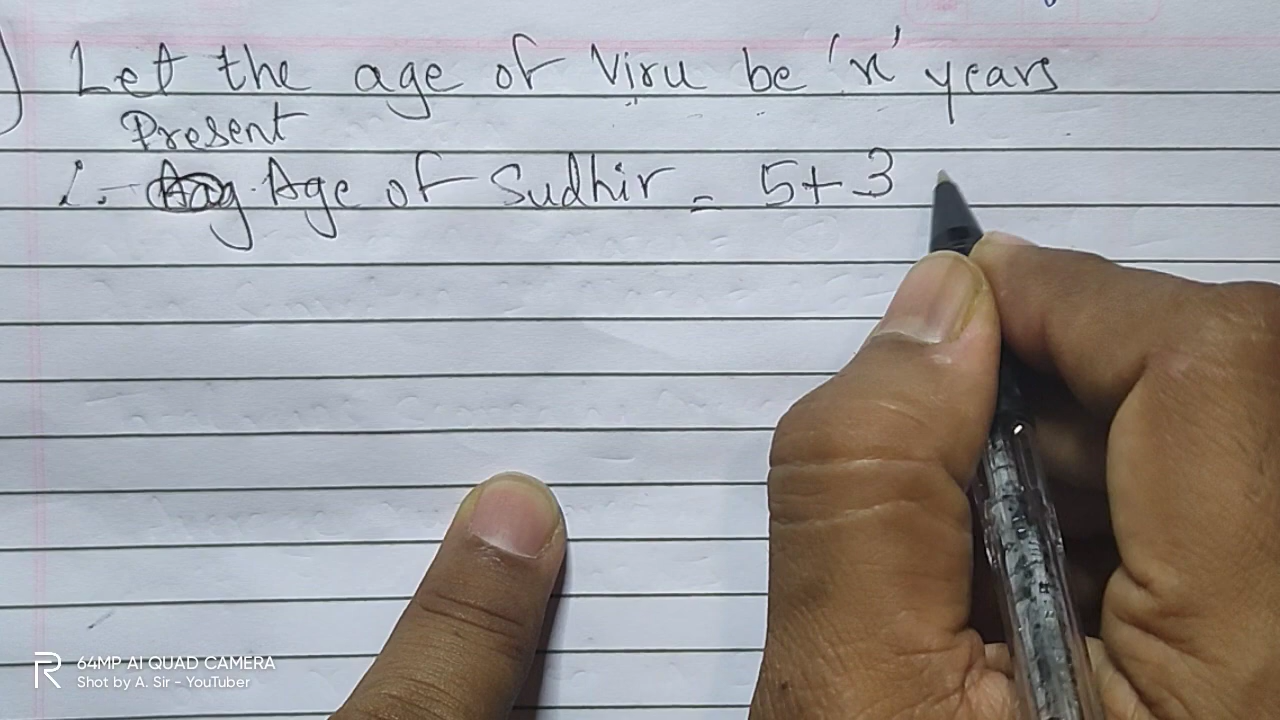 Let the age of Viru be 'x' years
Present
∴ Age of Sudhir = 5+3
64MP AI QUAD CAMERA
Shot by A. Sir - YouTuber